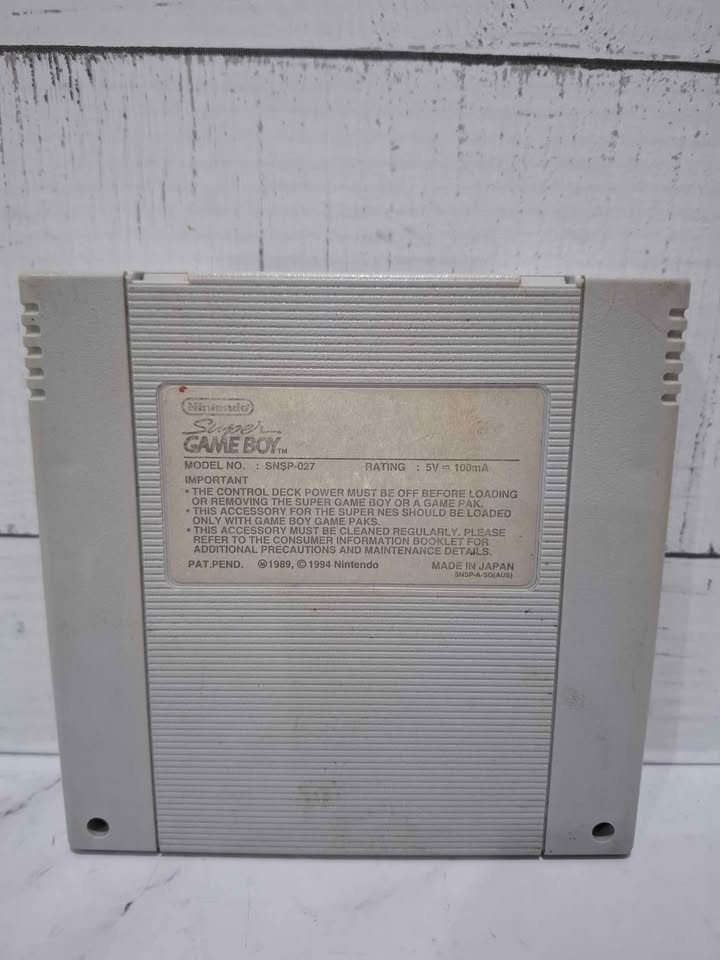 Nintendo
Super
GAME BOY™
MODEL NO. : SNSP-027 RATING : 5V ⎓ 100mA
IMPORTANT
• THE CONTROL DECK POWER MUST BE OFF BEFORE LOADING
OR REMOVING THE SUPER GAME BOY OR A GAME PAK.
• THIS ACCESSORY FOR THE SUPER NES SHOULD BE LOADED
ONLY WITH GAME BOY GAME PAKS.
• THIS ACCESSORY MUST BE CLEANED REGULARLY. PLEASE
REFER TO THE CONSUMER INFORMATION BOOKLET FOR
ADDITIONAL PRECAUTIONS AND MAINTENANCE DETAILS.
PAT.PEND. Ⓜ1989, ©1994 Nintendo MADE IN JAPAN
SNSP-A-SG(AUS)